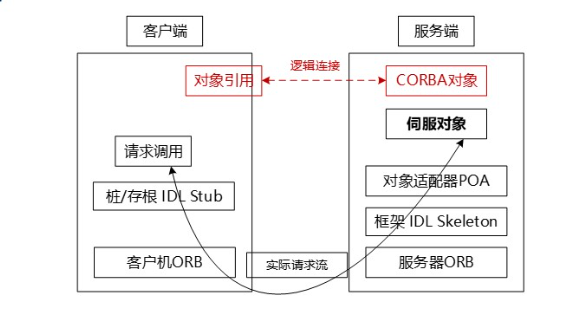 客户端
服务端
对象引用
逻辑连接
CORBA对象
伺服对象
请求调用
对象适配器POA
桩/存根 IDL Stub
框架 IDL Skeleton
客户机ORB
实际请求流
服务器ORB